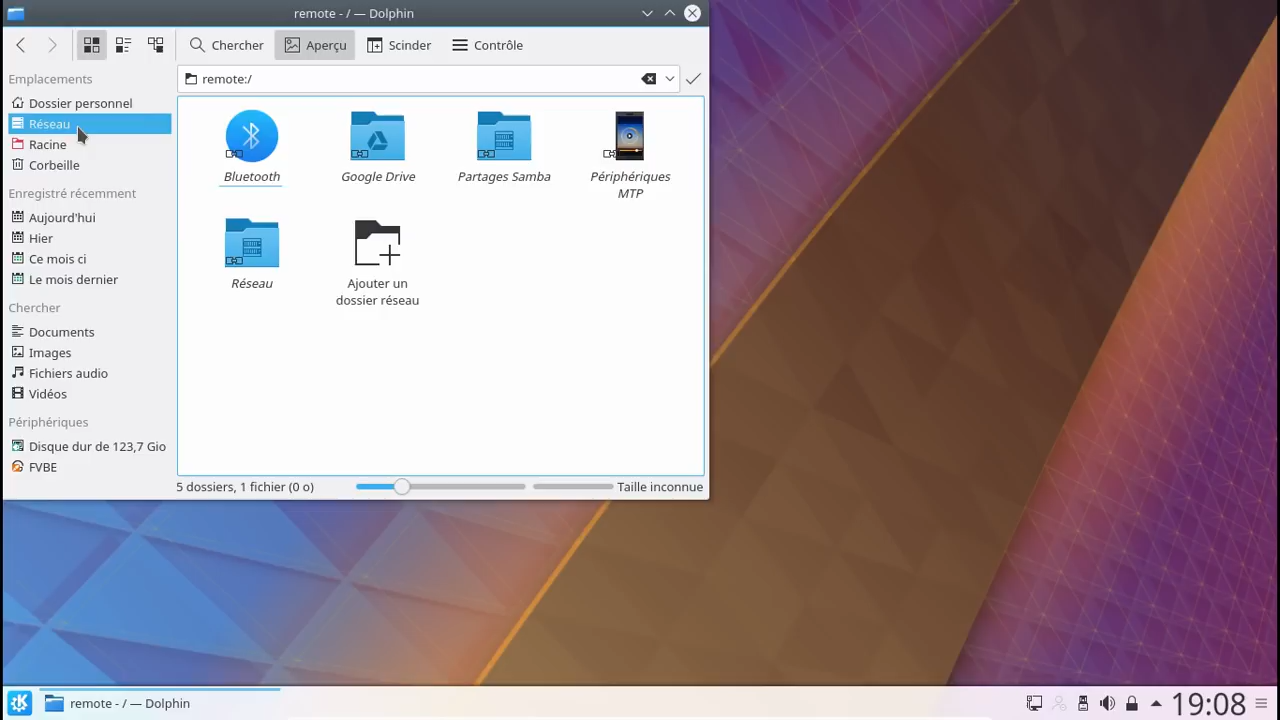 remote - / — Dolphin
Chercher
Aperçu
Scinder
Contrôle
Emplacements
Dossier personnel
Réseau
Racine
Corbeille
Enregistré récemment
Aujourd'hui
Hier
Ce mois ci
Le mois dernier
Chercher
Documents
Images
Fichiers audio
Vidéos
Périphériques
Disque dur de 123,7 Gio
FVBE
remote:/
Bluetooth
Google Drive
Partages Samba
Périphériques
MTP
Réseau
Ajouter un
dossier réseau
5 dossiers, 1 fichier (0 o)
Taille inconnue
remote - / — Dolphin
19:08